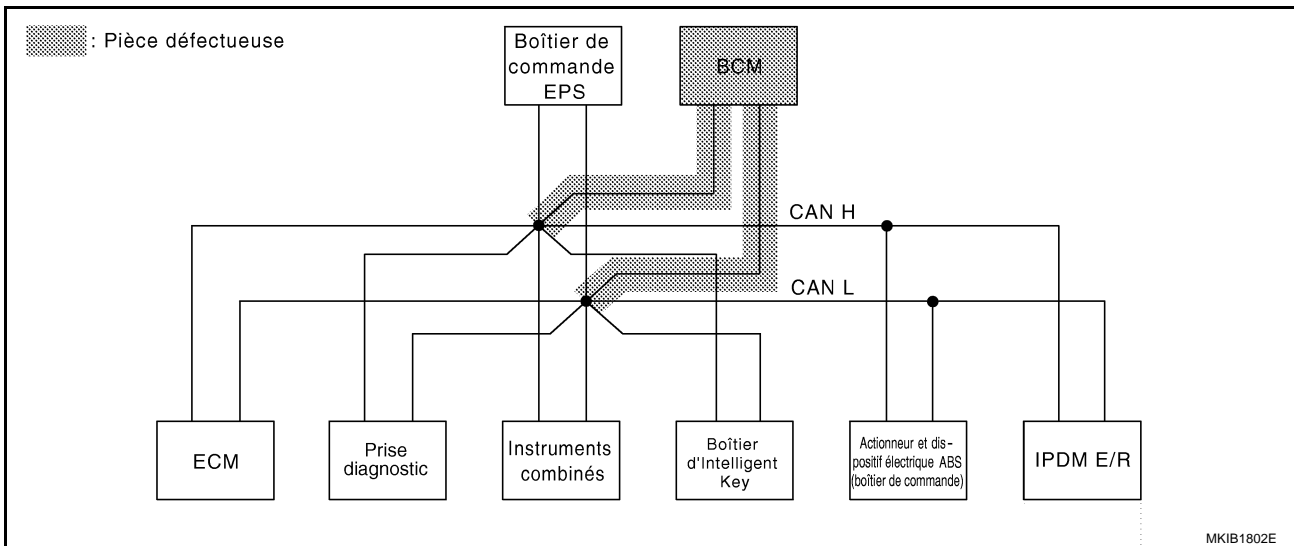 : Pièce défectueuse
Boîtier de
commande
EPS
BCM
CAN H
CAN L
ECM
Prise
diagnostic
Instruments
combinés
Boîtier
d'Intelligent
Key
Actionneur et dis-
positif électrique ABS
(boîtier de commande)
IPDM E/R
MKIB1802E